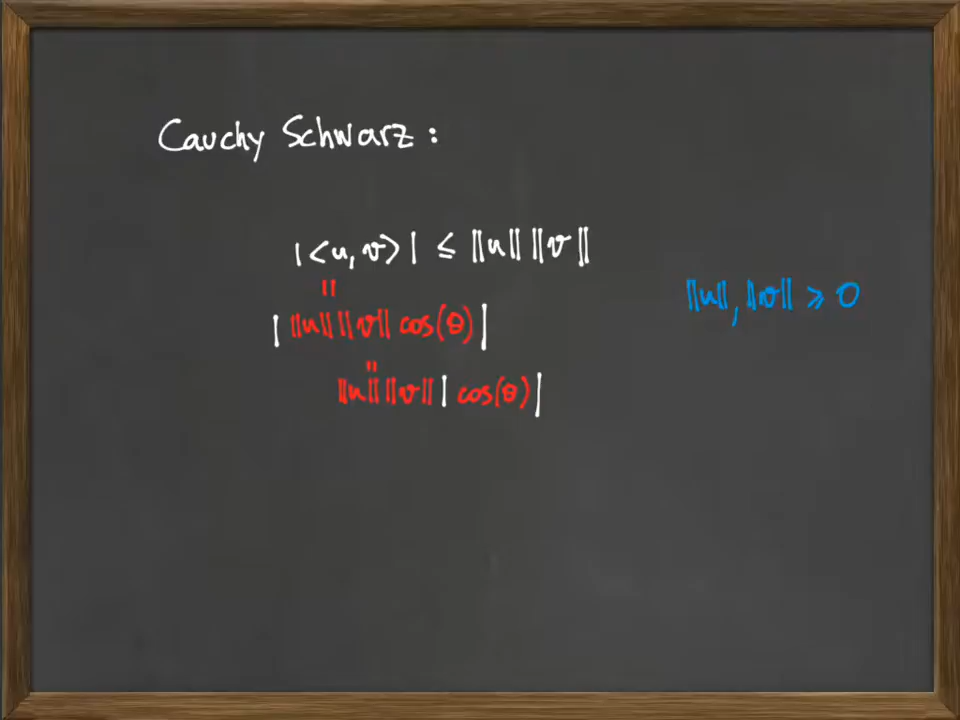 Cauchy Schwarz:
|<u, v>| ≤ ‖u‖ ‖v‖
‖u‖, ‖v‖ ≥ 0
"
| ‖u‖ ‖v‖ cos(θ) |
"
‖u‖ ‖v‖ | cos(θ) |